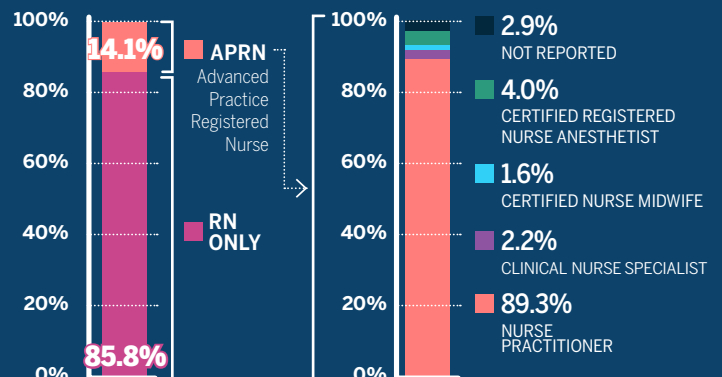 100%
80%
60%
40%
20%
0%
14.1%
85.8%
APRN
Advanced
Practice
Registered
Nurse
RN
ONLY
100%
80%
60%
40%
20%
0%
2.9%
NOT REPORTED
4.0%
CERTIFIED REGISTERED
NURSE ANESTHETIST
1.6%
CERTIFIED NURSE MIDWIFE
2.2%
CLINICAL NURSE SPECIALIST
89.3%
NURSE
PRACTITIONER